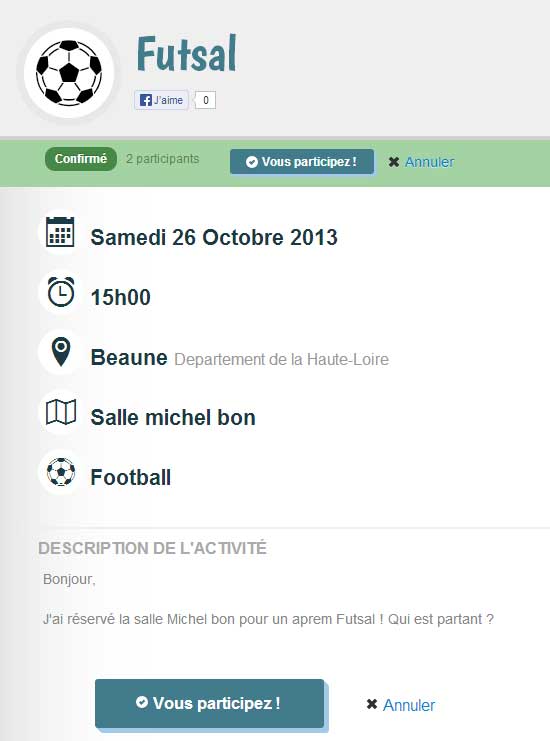 Futsal
J'aime 0
Confirmé 2 participants Vous participez ! Annuler
Samedi 26 Octobre 2013
15h00
Beaune Departement de la Haute-Loire
Salle michel bon
Football
DESCRIPTION DE L'ACTIVITÉ
Bonjour,
J'ai réservé la salle Michel bon pour un aprem Futsal ! Qui est partant ?
Vous participez ! Annuler